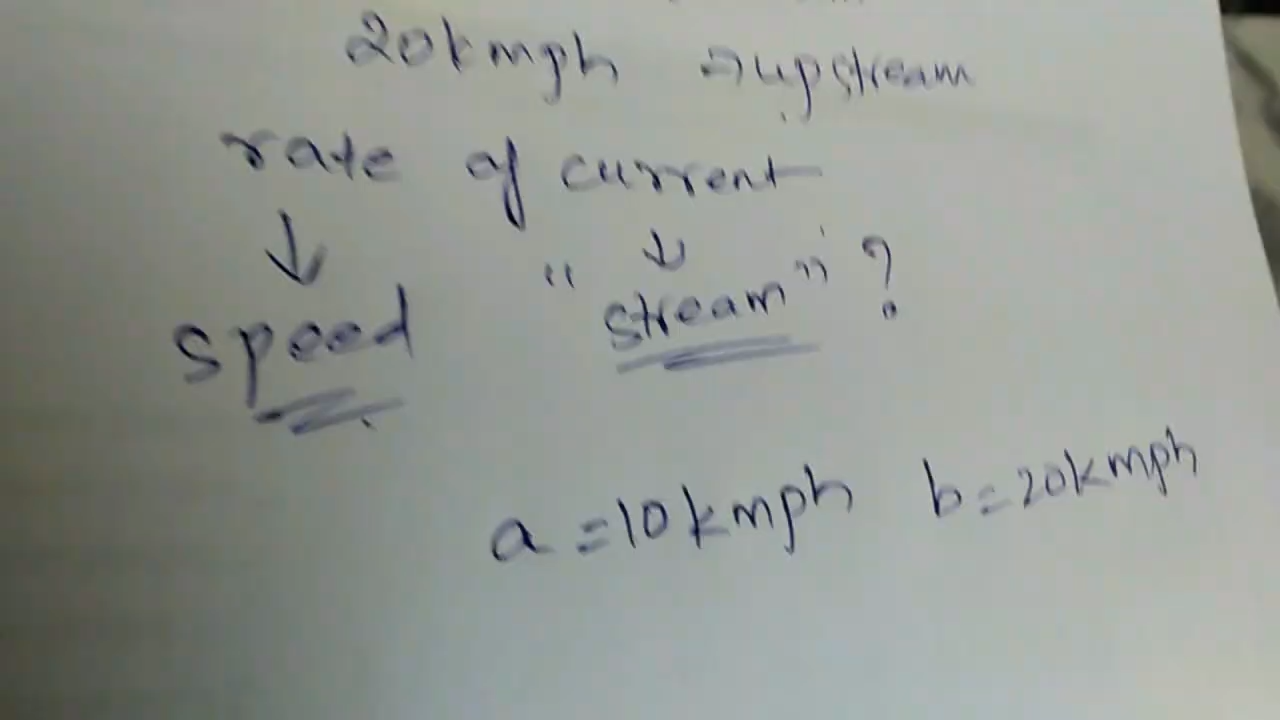 20kmph → upstream
rate of current
↓ ↓
speed "stream" ?
a = 10kmph b = 20kmph